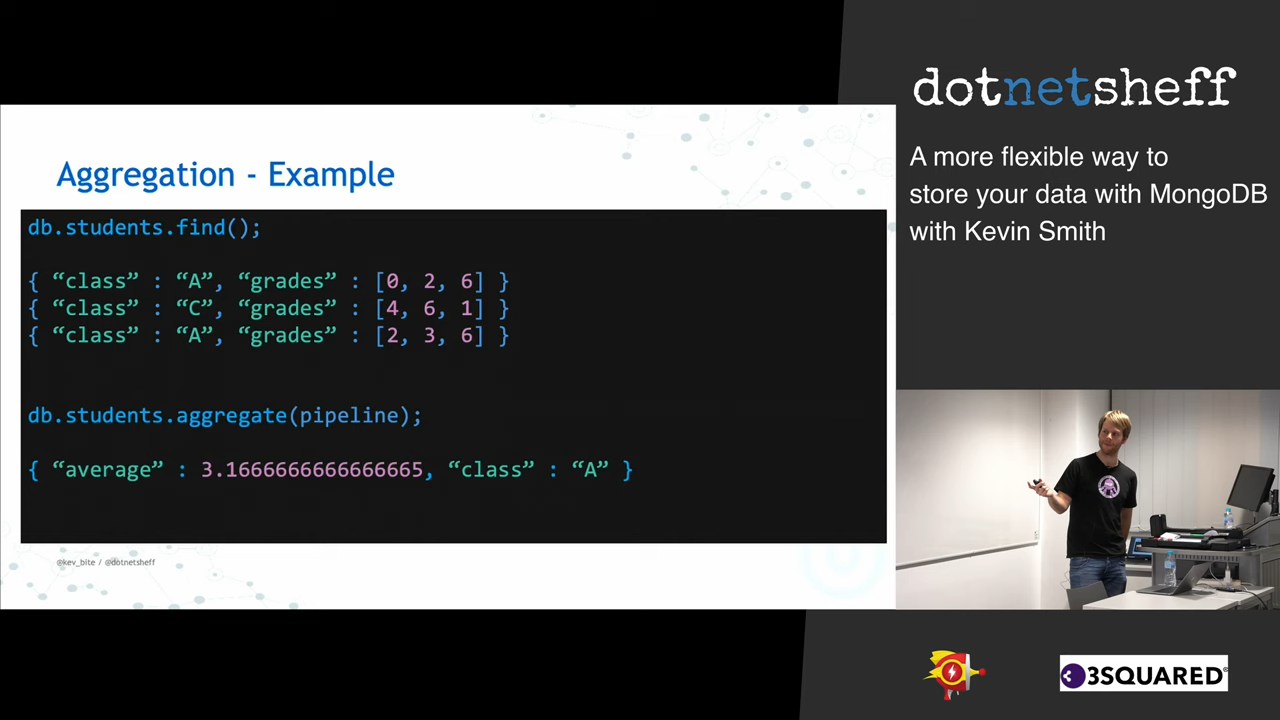 Aggregation - Example
db.students.find();
{ “class” : “A”, “grades” : [0, 2, 6] }
{ “class” : “C”, “grades” : [4, 6, 1] }
{ “class” : “A”, “grades” : [2, 3, 6] }
db.students.aggregate(pipeline);
{ “average” : 3.1666666666666665, “class” : “A” }
@kev_bite / @dotnetsheff
dotnetsheff
A more flexible way to
store your data with MongoDB
with Kevin Smith
3SQUARED